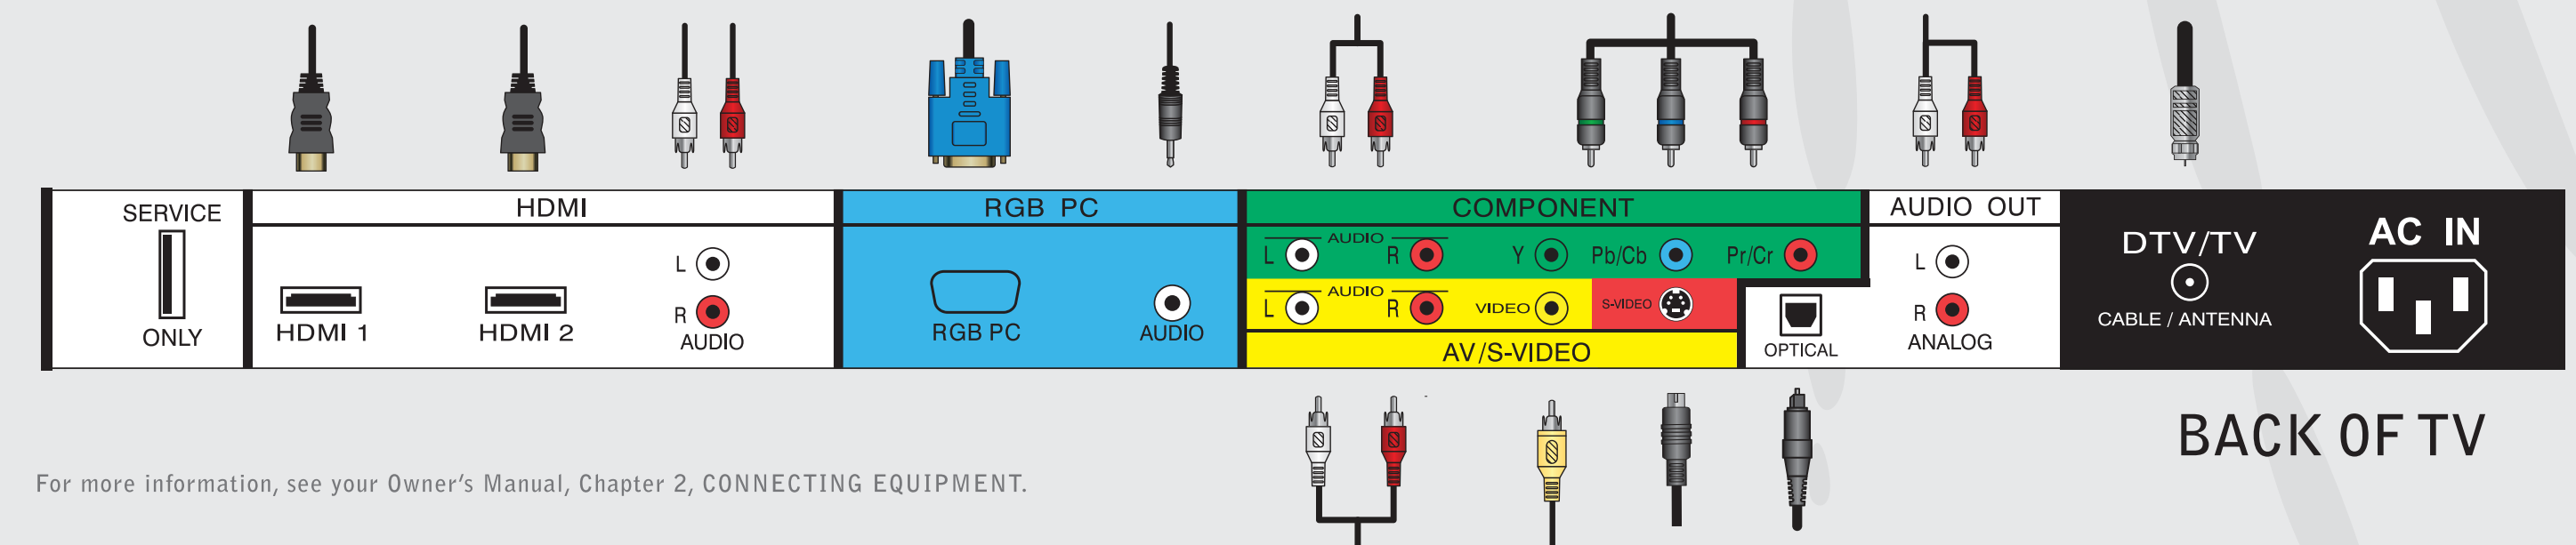 SERVICE
ONLY
HDMI
HDMI 1
HDMI 2
L
R
AUDIO
RGB PC
RGB PC
AUDIO
COMPONENT
L AUDIO R Y Pb/Cb Pr/Cr
L AUDIO R VIDEO S-VIDEO
AV/S-VIDEO
OPTICAL
AUDIO OUT
L
R
ANALOG
DTV/TV
CABLE / ANTENNA
AC IN
BACK OF TV
For more information, see your Owner's Manual, Chapter 2, CONNECTING EQUIPMENT.